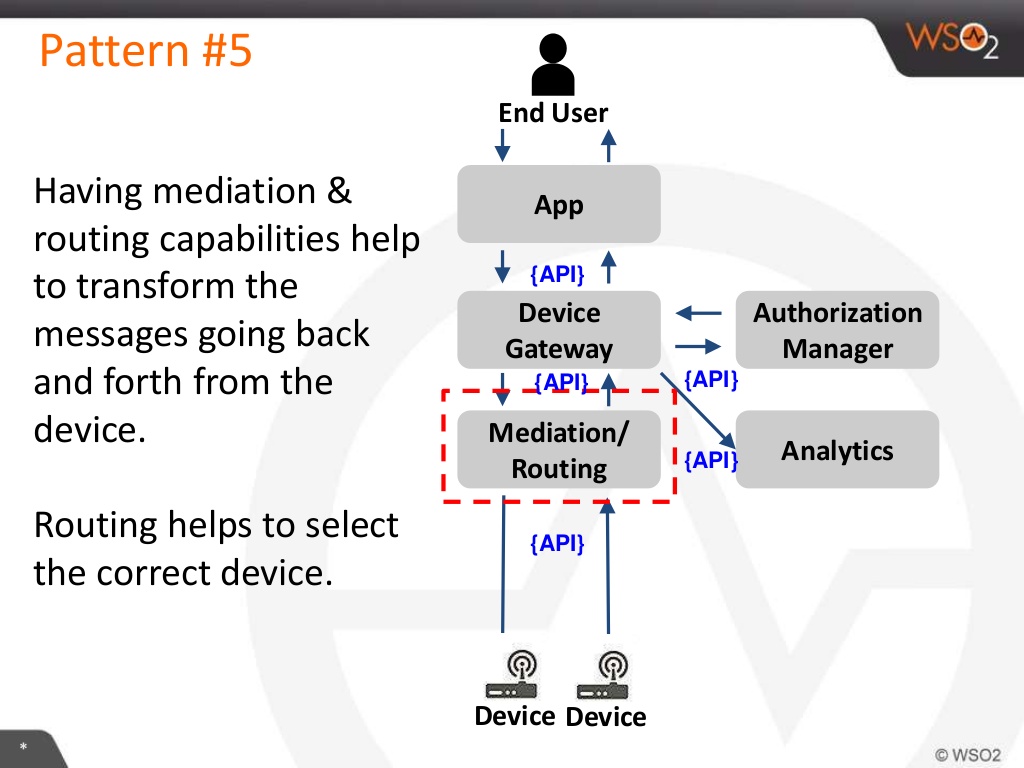 Pattern #5
WSO2
End User
Having mediation &
routing capabilities help
to transform the
messages going back
and forth from the
device.
Routing helps to select
the correct device.
App
{API}
Device
Gateway
Authorization
Manager
{API}
{API}
Mediation/
Routing
Analytics
{API}
{API}
Device
Device
*
© WSO2